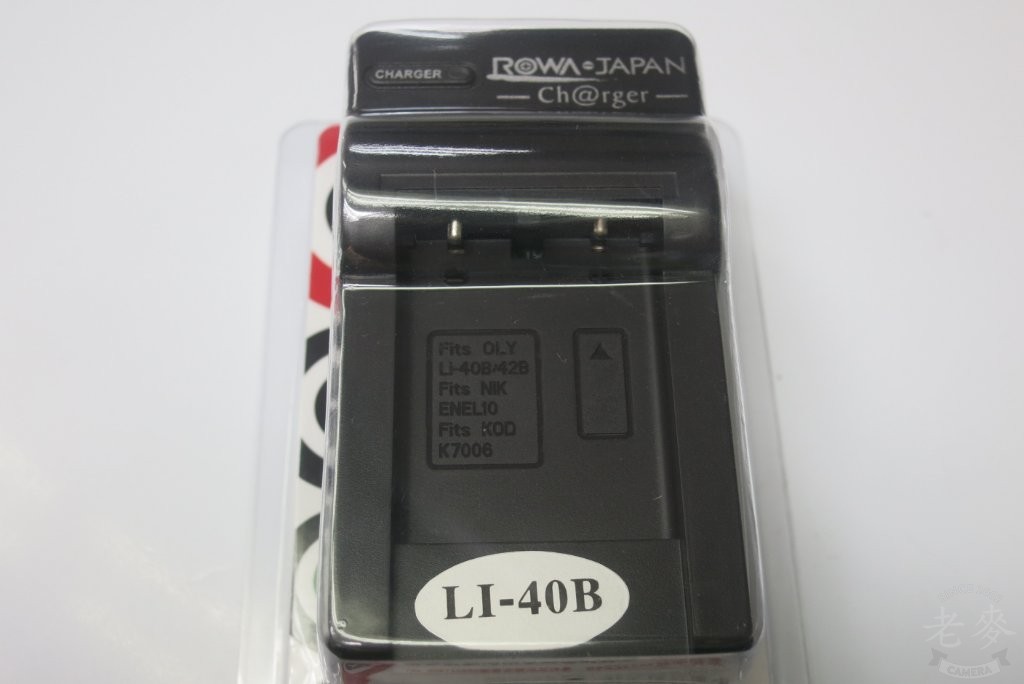 CHARGER
ROWA JAPAN
Ch@rger
Fits OLY
Li-40B/42B
Fits NIK
ENEL10
Fits KOD
K7006
LI-40B
老麥
CAMERA